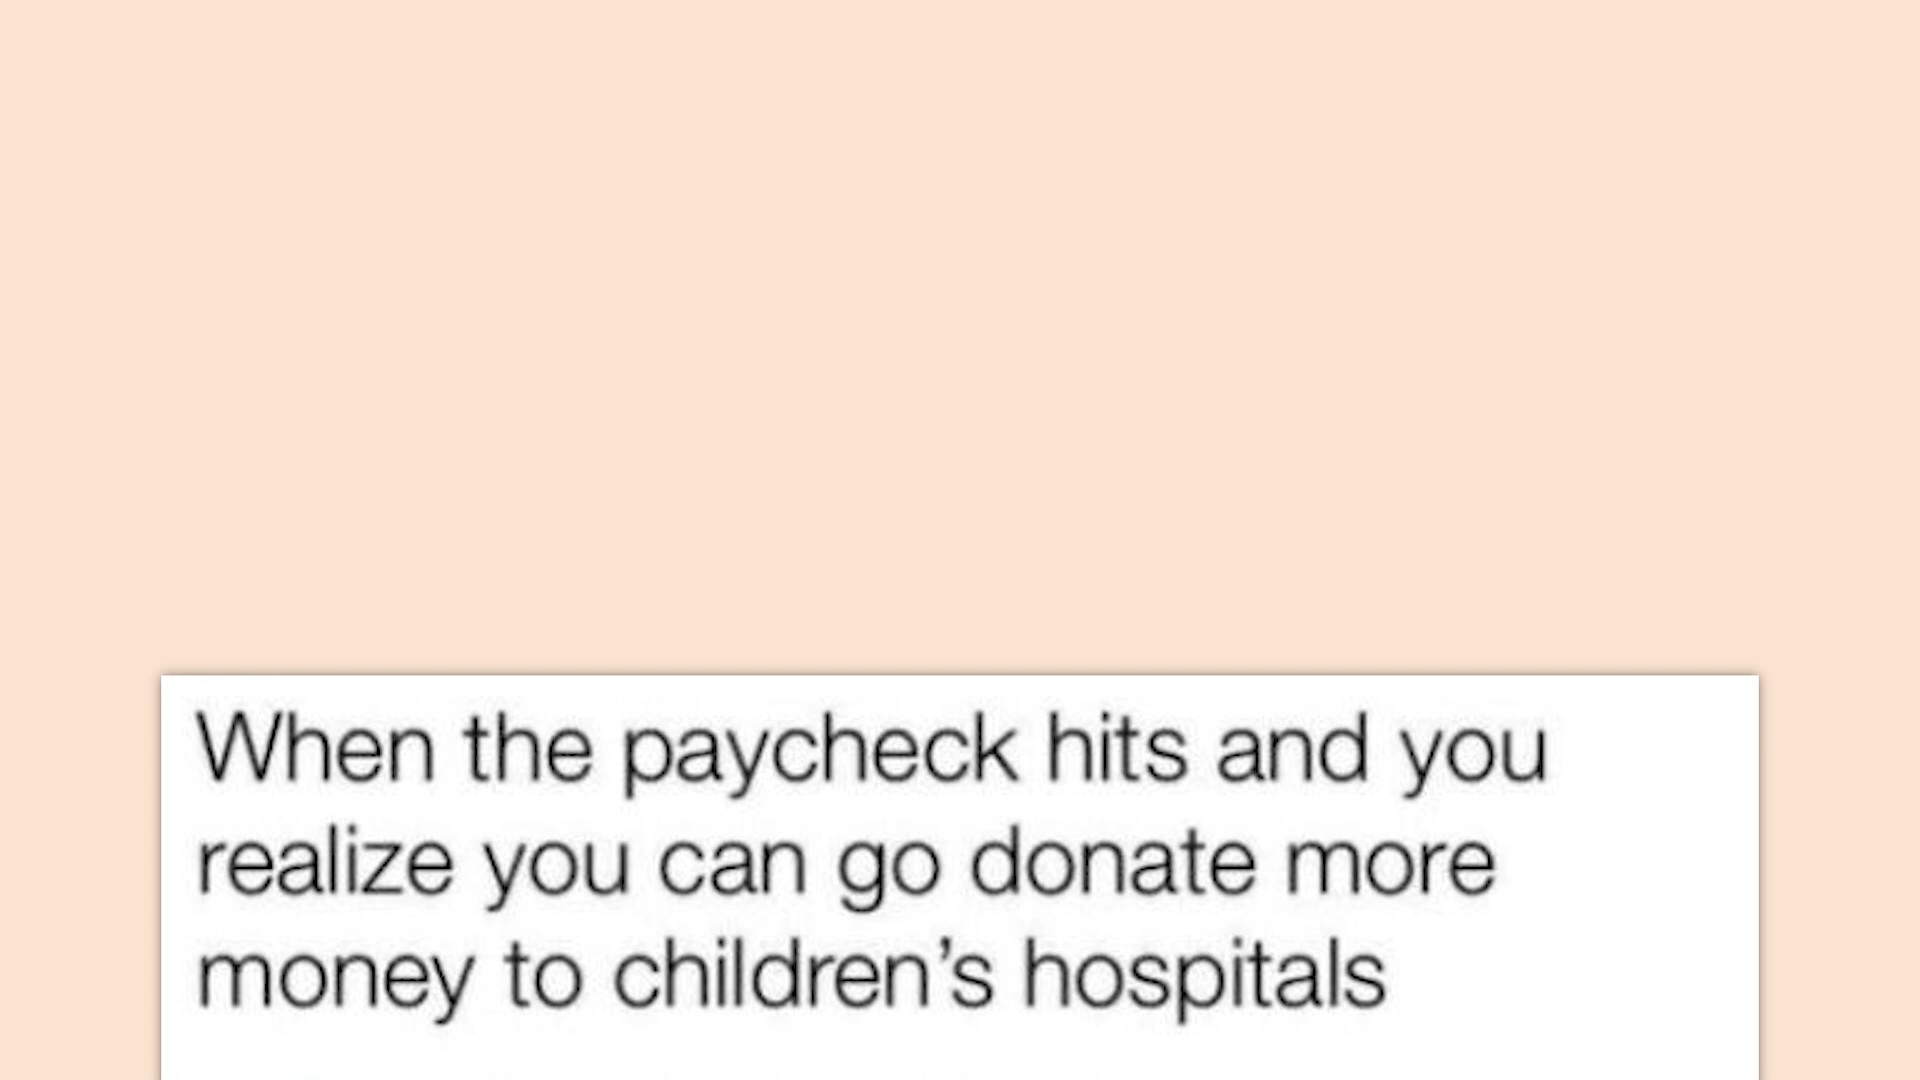 When the paycheck hits and you
realize you can go donate more
money to children’s hospitals